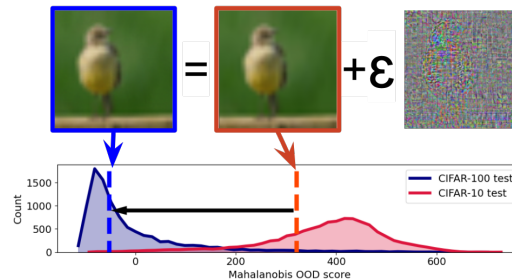 = +ε
CIFAR-100 test
CIFAR-10 test
1500
1000
500
0
Count
0 200 400 600
Mahalanobis OOD score